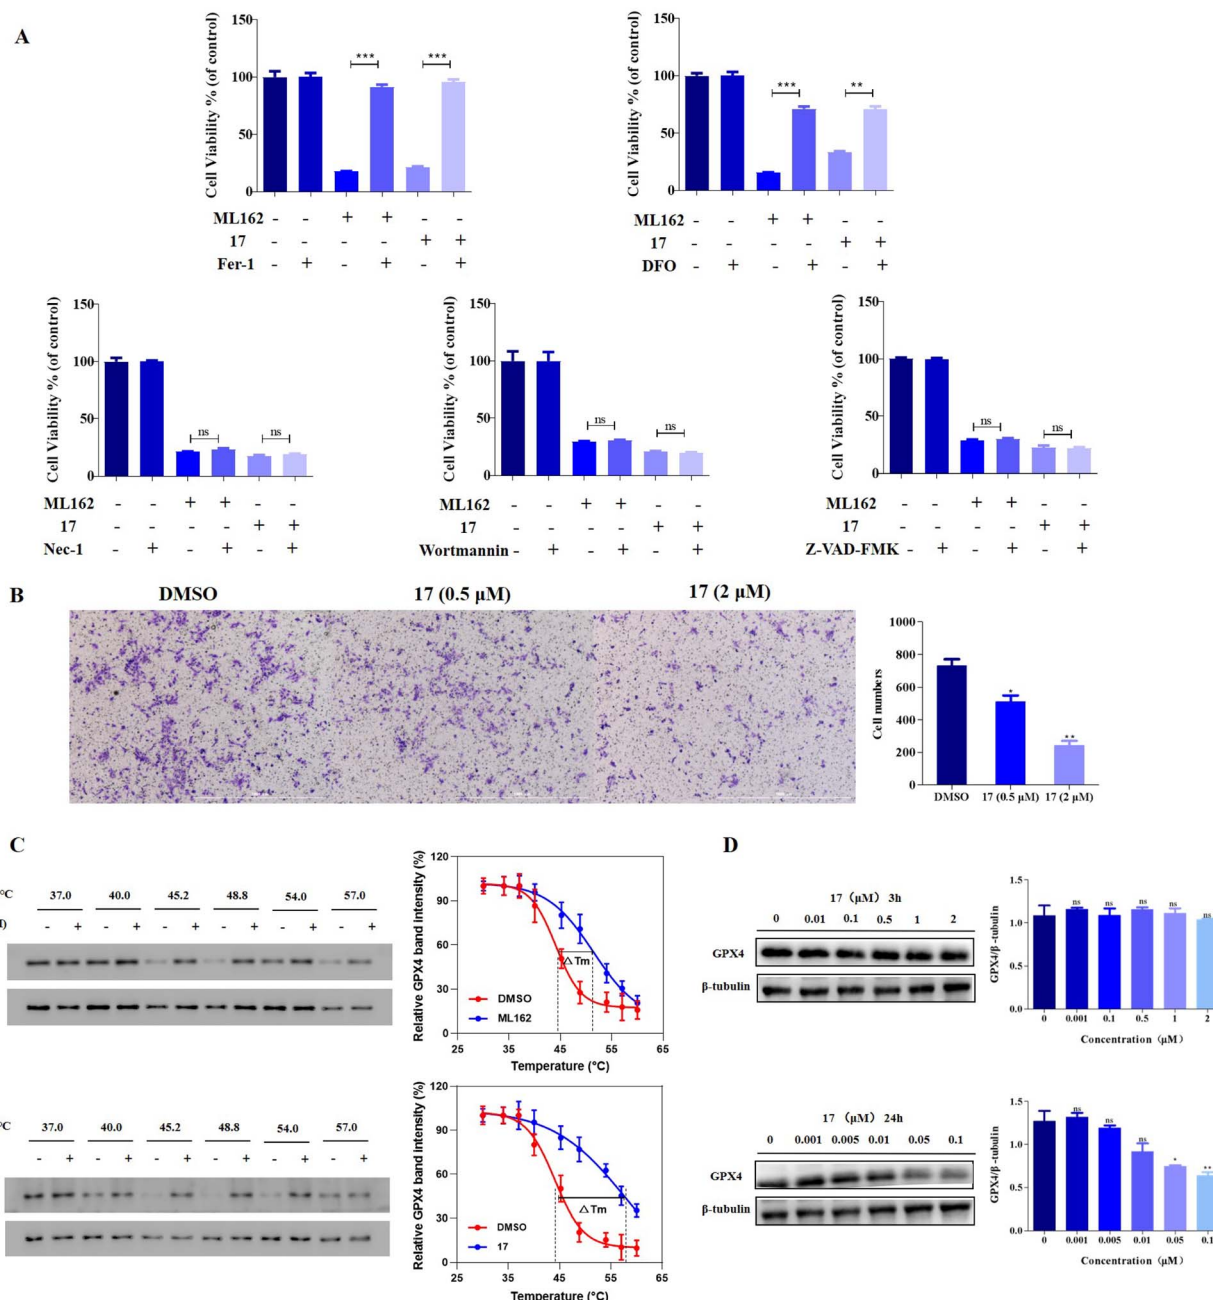 A
Cell Viability % (of control)
150
100
50
0
***
***
ML162 - - + + - -
17 - - - - + +
Fer-1 - + - + - +
Cell Viability % (of control)
150
100
50
0
***
**
ML162 - - + + - -
17 - - - - + +
DFO - + - + - +
Cell Viability % (of control)
150
100
50
0
ns
ns
ML162 - - + + - -
17 - - - - + +
Nec-1 - + - + - +
Cell Viability % (of control)
150
100
50
0
ns
ns
ML162 - - + + - -
17 - - - - + +
Wortmannin - + - + - +
Cell Viability % (of control)
150
100
50
0
ns
ns
ML162 - - + + - -
17 - - - - + +
Z-VAD-FMK - + - + - +
B
DMSO
17 (0.5 μM)
17 (2 μM)
Cell numbers
1000
800
600
400
200
0
*
**
DMSO 17 (0.5 μM) 17 (2 μM)
C
°C 37.0 40.0 45.2 48.8 54.0 57.0
- + - + - + - + - + - +
Relative GPX4 band intensity (%)
120
90
60
30
0
△ Tm
DMSO
ML162
25 35 45 55 65
Temperature (°C)
°C 37.0 40.0 45.2 48.8 54.0 57.0
- + - + - + - + - + - +
Relative GPX4 band intensity (%)
120
90
60
30
0
△ Tm
DMSO
17
25 35 45 55 65
Temperature (°C)
D
17 （μM） 3h
0 0.01 0.1 0.5 1 2
GPX4
β-tubulin
GPX4/β-tubulin
1.5
1.0
0.5
0.0
ns ns ns ns ns
0 0.001 0.1 0.5 1 2
Concentration （μM）
17 （μM） 24h
0 0.001 0.005 0.01 0.05 0.1
GPX4
β-tubulin
GPX4/β-tubulin
1.5
1.0
0.5
0.0
ns ns ns * **
0 0.001 0.005 0.01 0.05 0.1
Concentration （μM）